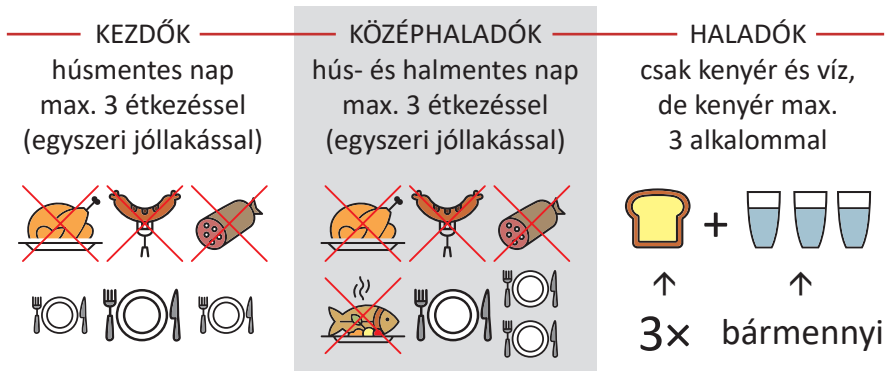 KEZDŐK
húsmentes nap
max. 3 étkezéssel
(egyszeri jóllakással)
KÖZÉPHALADÓK
hús- és halmentes nap
max. 3 étkezéssel
(egyszeri jóllakással)
HALADÓK
csak kenyér és víz,
de kenyér max.
3 alkalommal
+
3× bármennyi